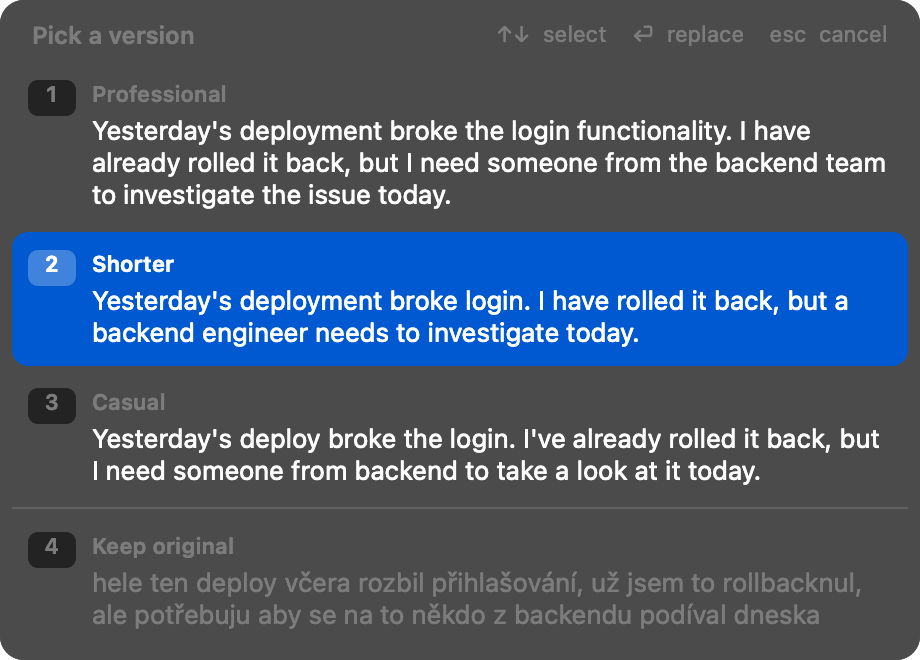 Pick a version
↑↓ select ↩ replace esc cancel
1 Professional
Yesterday's deployment broke the login functionality. I have
already rolled it back, but I need someone from the backend team
to investigate the issue today.
2 Shorter
Yesterday's deployment broke login. I have rolled it back, but a
backend engineer needs to investigate today.
3 Casual
Yesterday's deploy broke the login. I've already rolled it back, but
I need someone from backend to take a look at it today.
4 Keep original
hele ten deploy včera rozbil přihlašování, už jsem to rollbacknul,
ale potřebuju aby se na to někdo z backendu podíval dneska